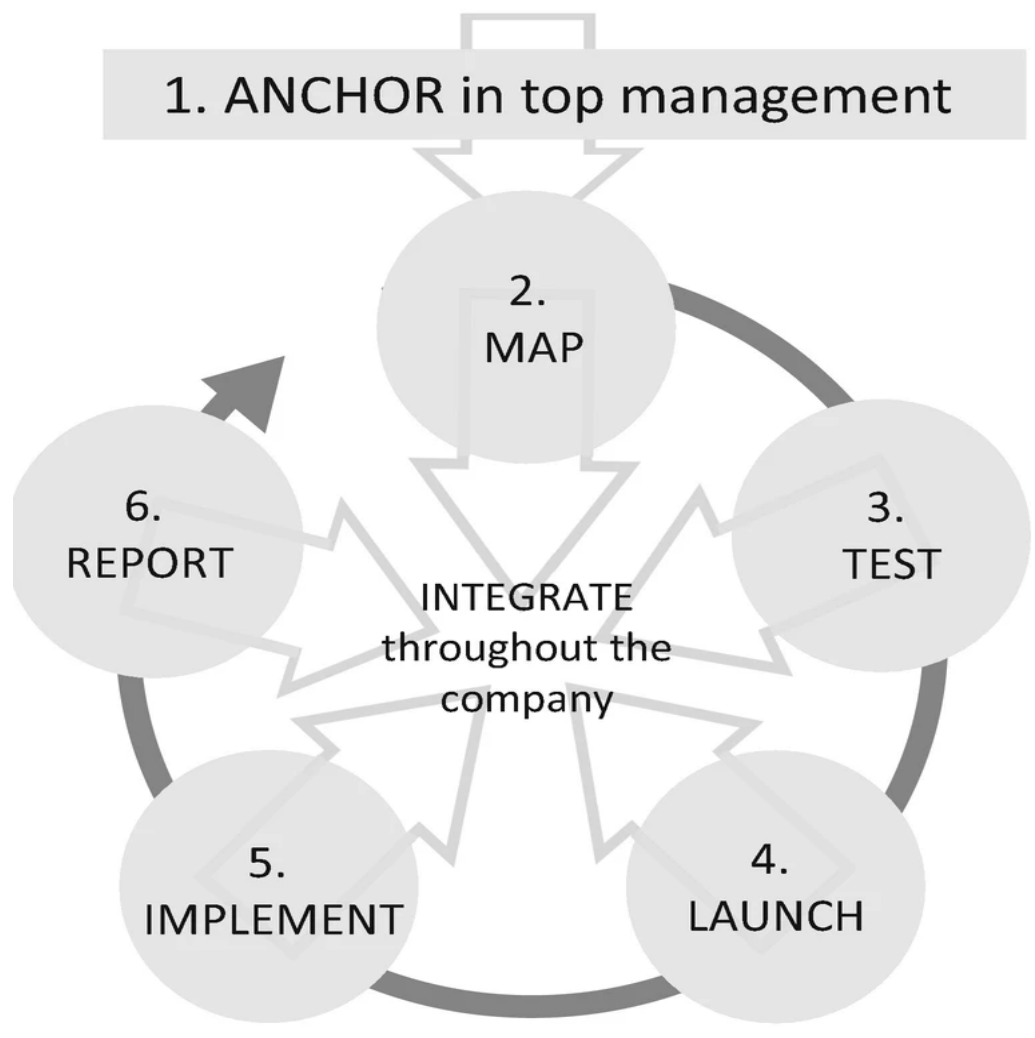 1. ANCHOR in top management
2.
MAP
3.
TEST
4.
LAUNCH
5.
IMPLEMENT
6.
REPORT
INTEGRATE
throughout the
company